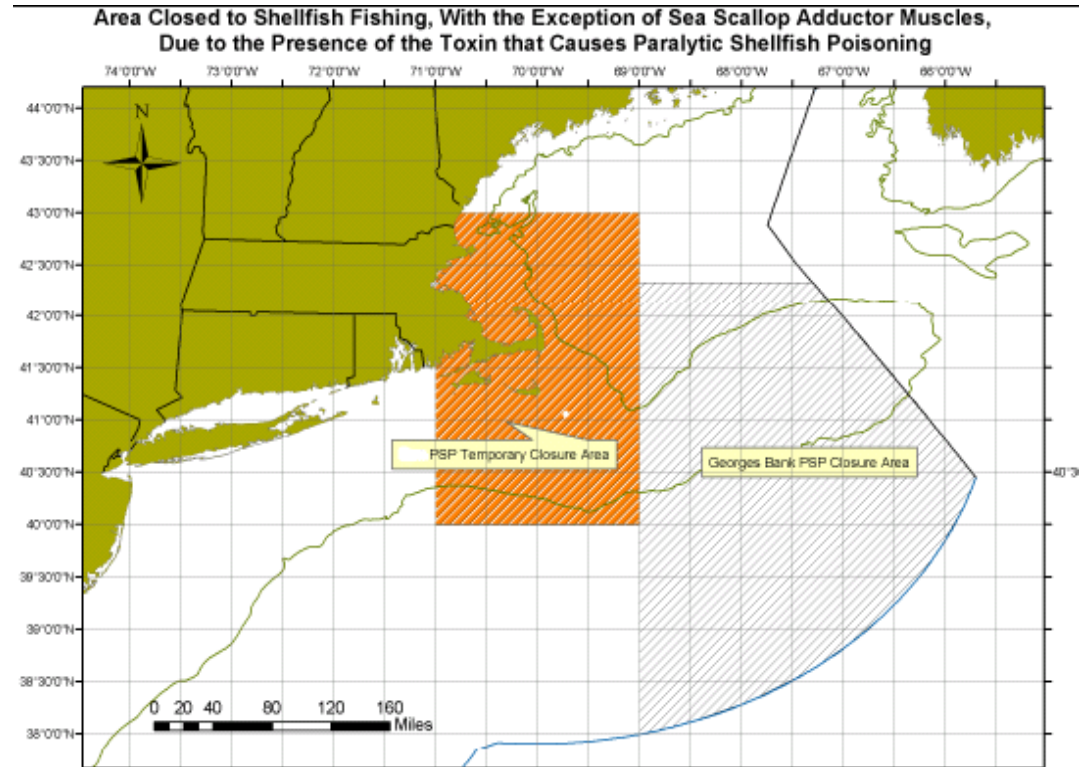 Area Closed to Shellfish Fishing, With the Exception of Sea Scallop Adductor Muscles,
Due to the Presence of the Toxin that Causes Paralytic Shellfish Poisoning
74°0'0"W 73°0'0"W 72°0'0"W 71°0'0"W 70°0'0"W 69°0'0"W 68°0'0"W 67°0'0"W 66°0'0"W
44°0'0"N
N
43°30'0"N
43°0'0"N
42°30'0"N
42°0'0"N
41°30'0"N
41°0'0"N
PSP Temporary Closure Area
Georges Bank PSP Closure Area
40°30'0"N
40°30
40°0'0"N
39°30'0"N
39°0'0"N
38°30'0"N
0 20 40 80 120 160
Miles
38°0'0"N